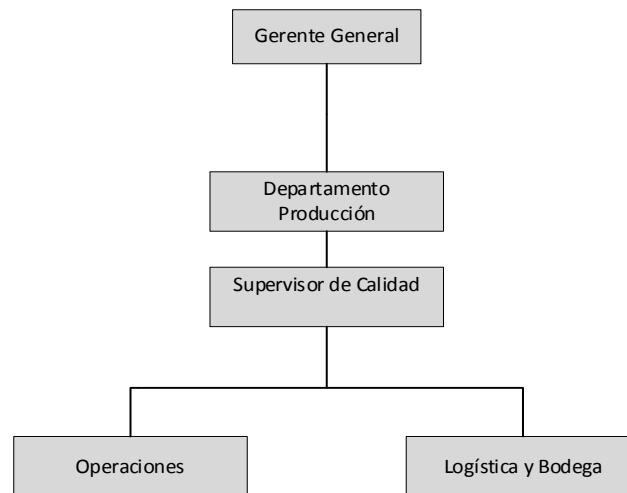 Gerente General
Departamento
Producción
Supervisor de Calidad
Operaciones
Logística y Bodega